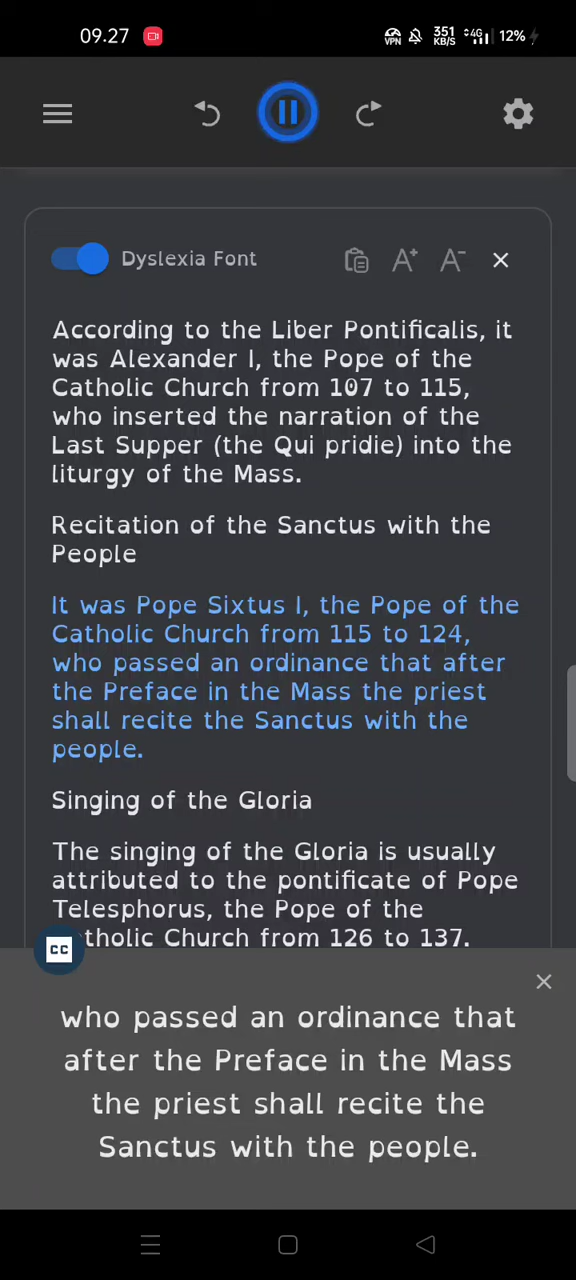 09.27
VPN
351
KB/S
4G
12%
Dyslexia Font
A+
A-
According to the Liber Pontificalis, it
was Alexander I, the Pope of the
Catholic Church from 107 to 115,
who inserted the narration of the
Last Supper (the Qui pridie) into the
liturgy of the Mass.
Recitation of the Sanctus with the
People
It was Pope Sixtus I, the Pope of the
Catholic Church from 115 to 124,
who passed an ordinance that after
the Preface in the Mass the priest
shall recite the Sanctus with the
people.
Singing of the Gloria
The singing of the Gloria is usually
attributed to the pontificate of Pope
Telesphorus, the Pope of the
tholic Church from 126 to 137.
CC
who passed an ordinance that
after the Preface in the Mass
the priest shall recite the
Sanctus with the people.